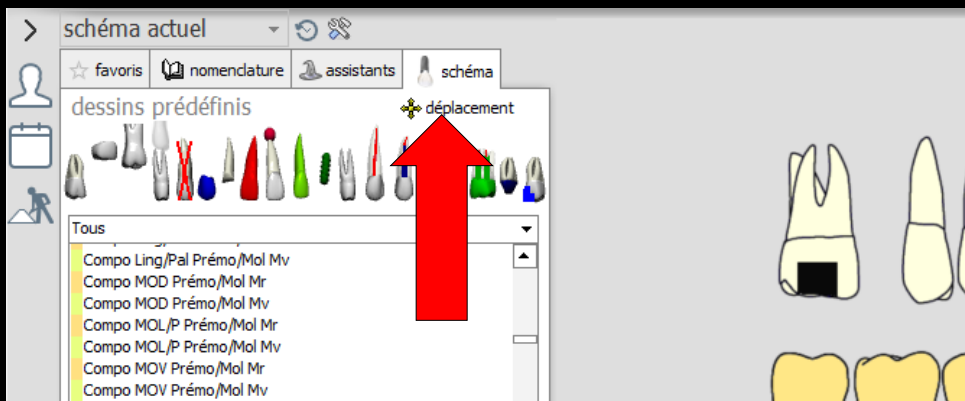 schéma actuel
favoris nomenclature assistants schéma
dessins prédéfinis déplacement
Tous
Compo Ling/Pal Prémo/Mol Mv
Compo MOD Prémo/Mol Mr
Compo MOD Prémo/Mol Mv
Compo MOL/P Prémo/Mol Mr
Compo MOL/P Prémo/Mol Mv
Compo MOV Prémo/Mol Mr
Compo MOV Prémo/Mol Mv